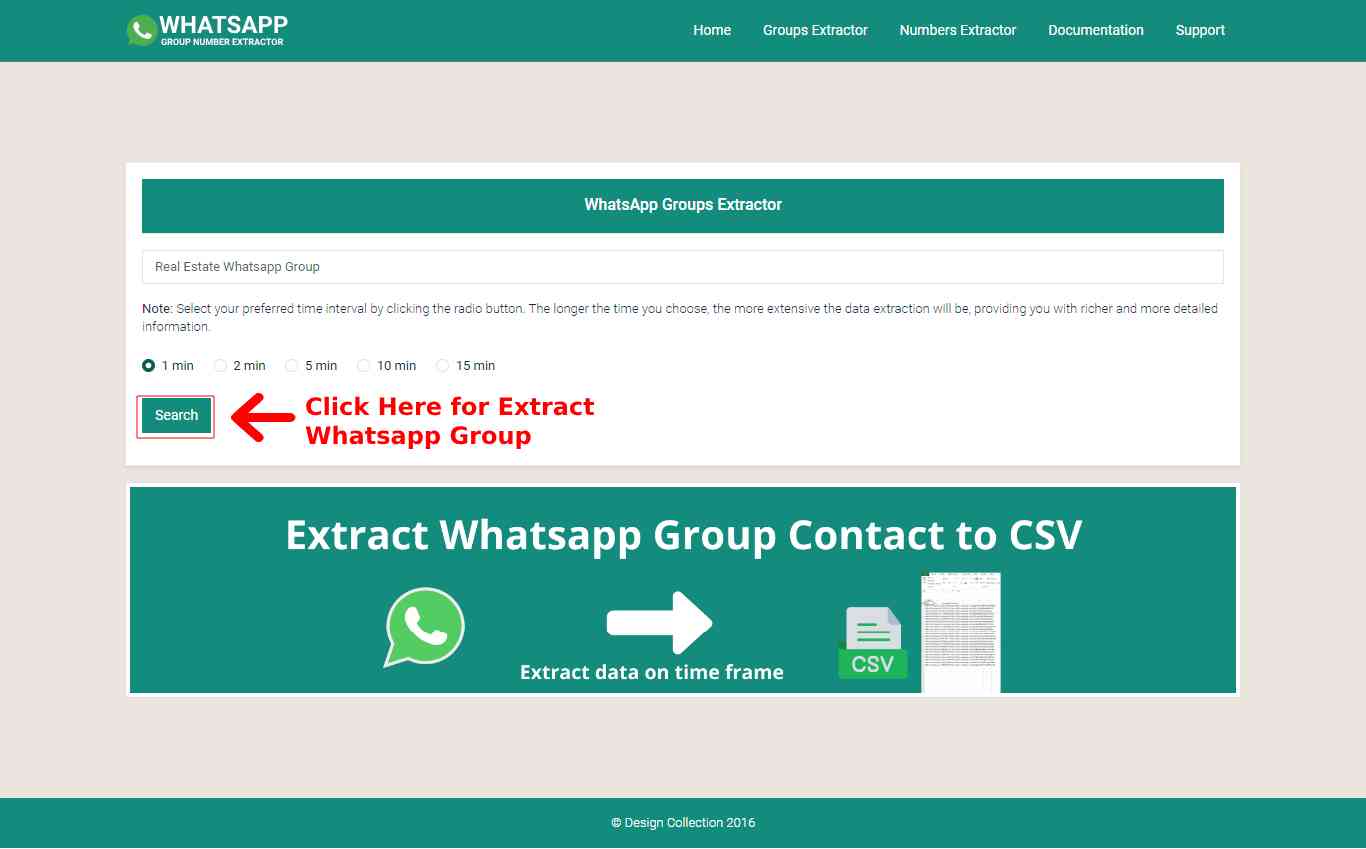 WHATSAPP
GROUP NUMBER EXTRACTOR
Home Groups Extractor Numbers Extractor Documentation Support
WhatsApp Groups Extractor
Real Estate Whatsapp Group
Note: Select your preferred time interval by clicking the radio button. The longer the time you choose, the more extensive the data extraction will be, providing you with richer and more detailed
information.
1 min 2 min 5 min 10 min 15 min
Search
Click Here for Extract
Whatsapp Group
Extract Whatsapp Group Contact to CSV
CSV
Extract data on time frame
© Design Collection 2016